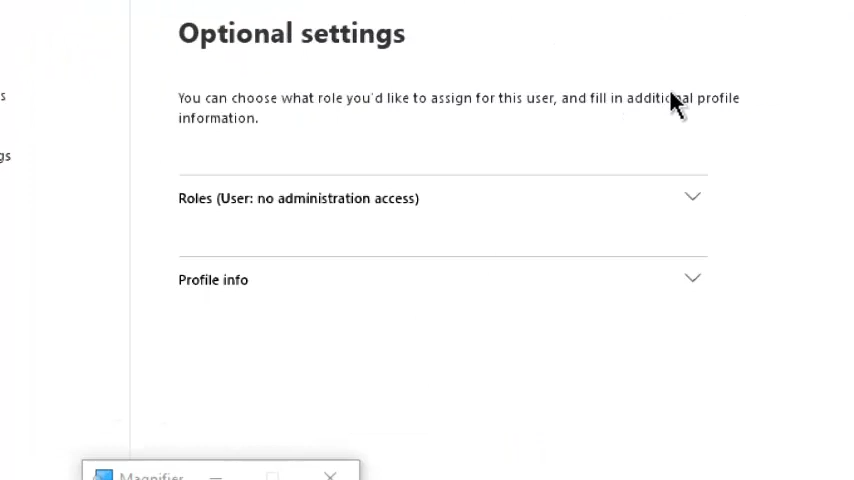 Optional settings
You can choose what role you'd like to assign for this user, and fill in additional profile
information.
s
gs
Roles (User: no administration access)
Profile info
Magnifier